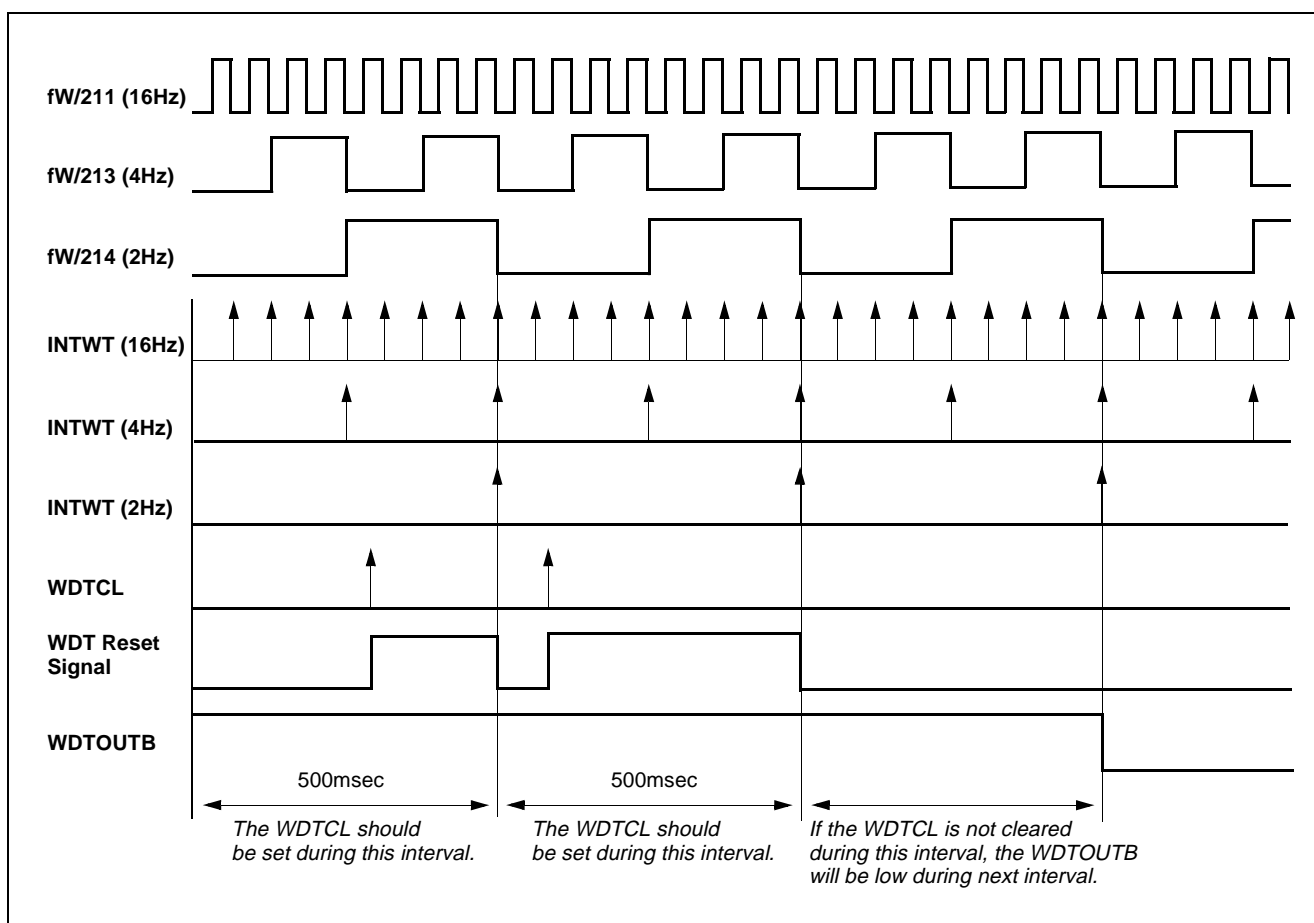 fW/211 (16Hz)
fW/213 (4Hz)
fW/214 (2Hz)
INTWT (16Hz)
INTWT (4Hz)
INTWT (2Hz)
WDTCL
WDT Reset
Signal
WDTOUTB
500msec
500msec
The WDTCL should
be set during this interval.
The WDTCL should
be set during this interval.
If the WDTCL is not cleared
during this interval, the WDTOUTB
will be low during next interval.